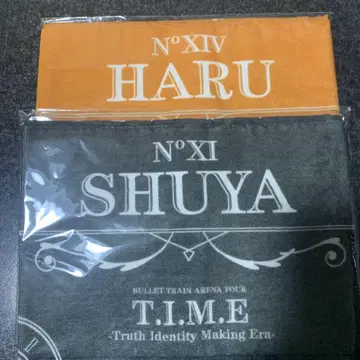 Nº XIV
HARU
Nº XI
SHUYA
BULLET TRAIN ARENA TOUR
T.I.M.E
-Truth Identity Making Era-